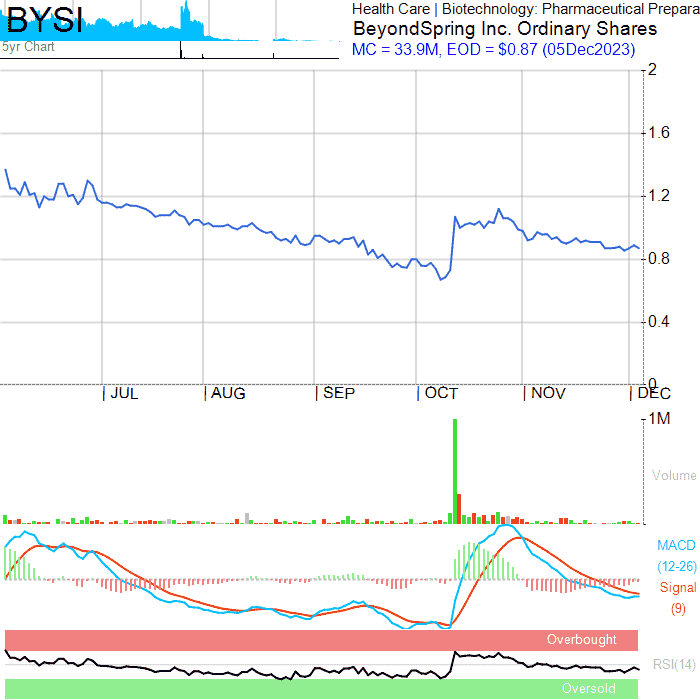 BYSI
5yr Chart
Health Care | Biotechnology: Pharmaceutical Prepara
BeyondSpring Inc. Ordinary Shares
MC = 33.9M, EOD = $0.87 (05Dec2023)
2
1.6
1.2
0.8
0.4
0
JUL
AUG
SEP
OCT
NOV
DEC
1M
Volume
MACD
(12-26)
Signal
(9)
Overbought
RSI(14)
Oversold